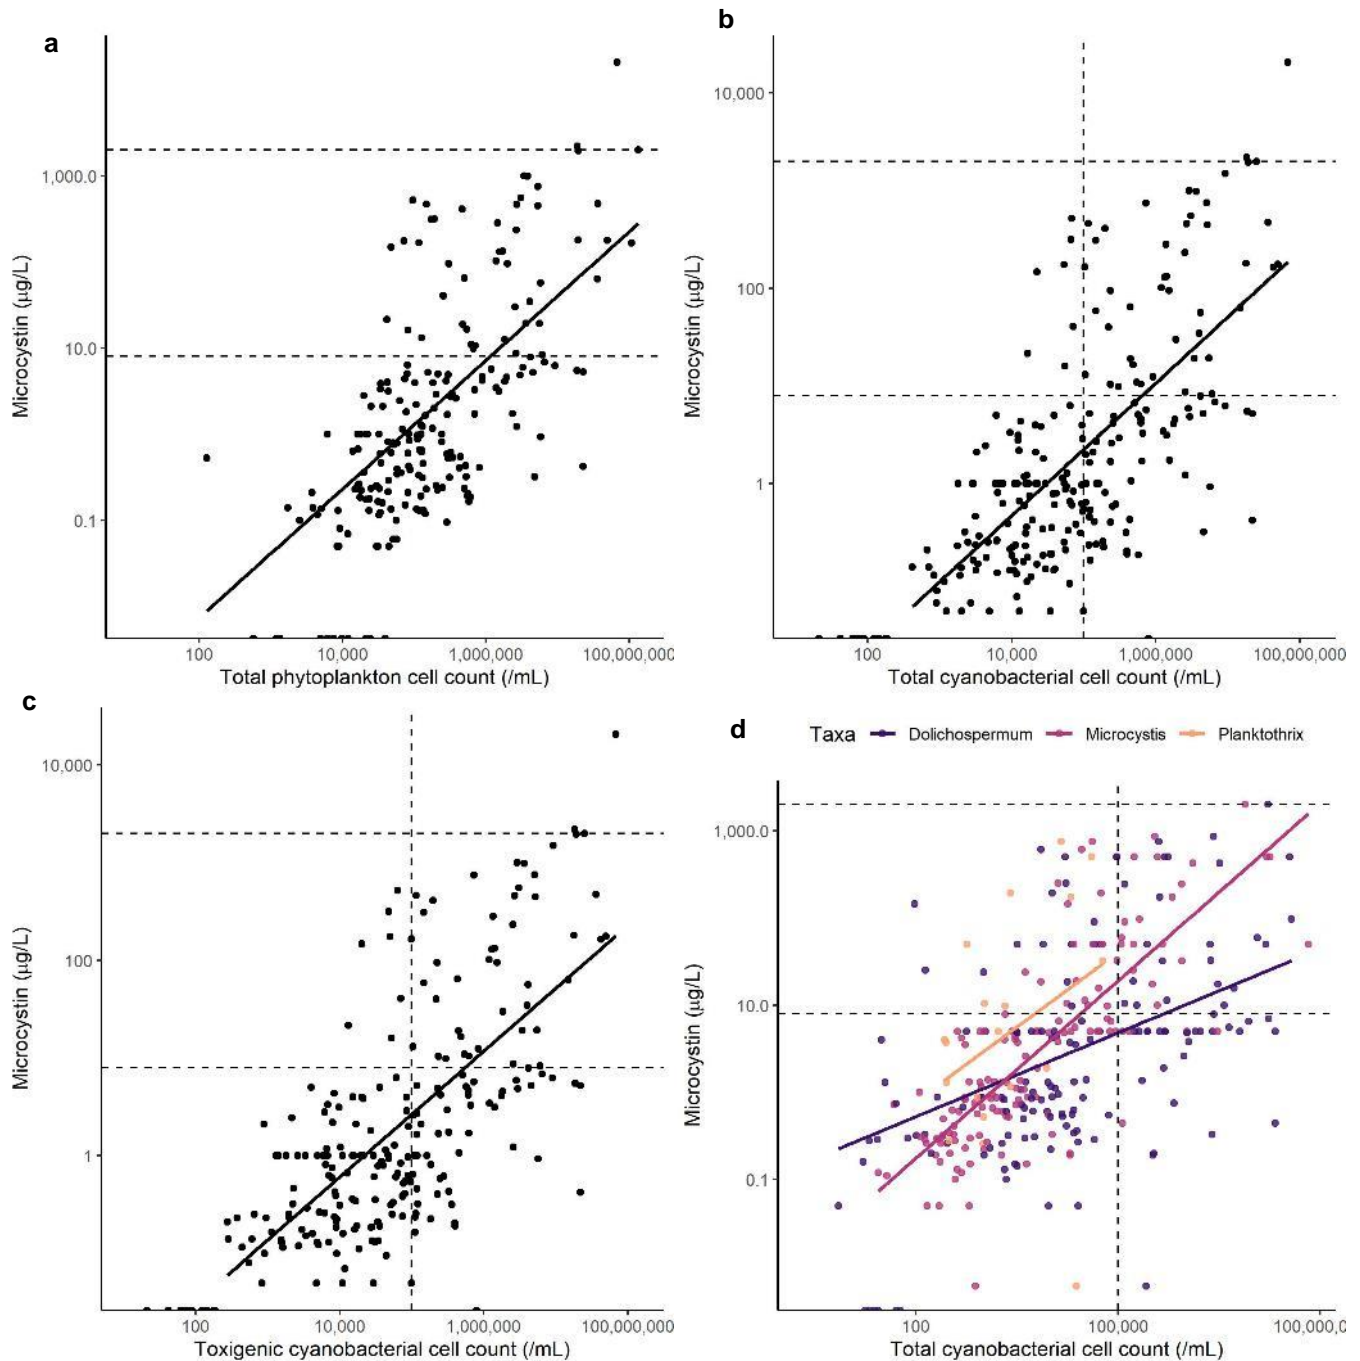 a
1,000.0
10.0
0.1
Microcystin (µg/L)
100 10,000 1,000,000 100,000,000
Total phytoplankton cell count (/mL)
b
10,000
100
1
Microcystin (µg/L)
100 10,000 1,000,000 100,000,00
Total cyanobacterial cell count (/mL)
c
10,000
100
1
Microcystin (µg/L)
100 10,000 1,000,000 100,000,000
Toxigenic cyanobacterial cell count (/mL)
d
Taxa Dolichospermum Microcystis Planktothrix
1,000.0
10.0
0.1
Microcystin (µg/L)
100 100,000 100,000,0
Total cyanobacterial cell count (/mL)